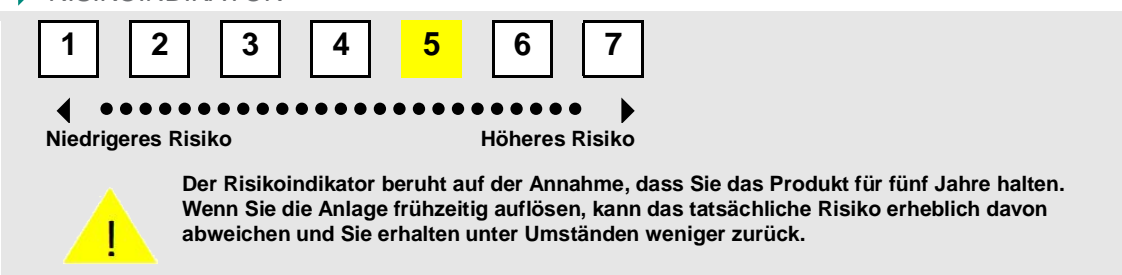 1 2 3 4 5 6 7
Niedrigeres Risiko Höheres Risiko
Der Risikoindikator beruht auf der Annahme, dass Sie das Produkt für fünf Jahre halten.
Wenn Sie die Anlage frühzeitig auflösen, kann das tatsächliche Risiko erheblich davon
!
abweichen und Sie erhalten unter Umständen weniger zurück.